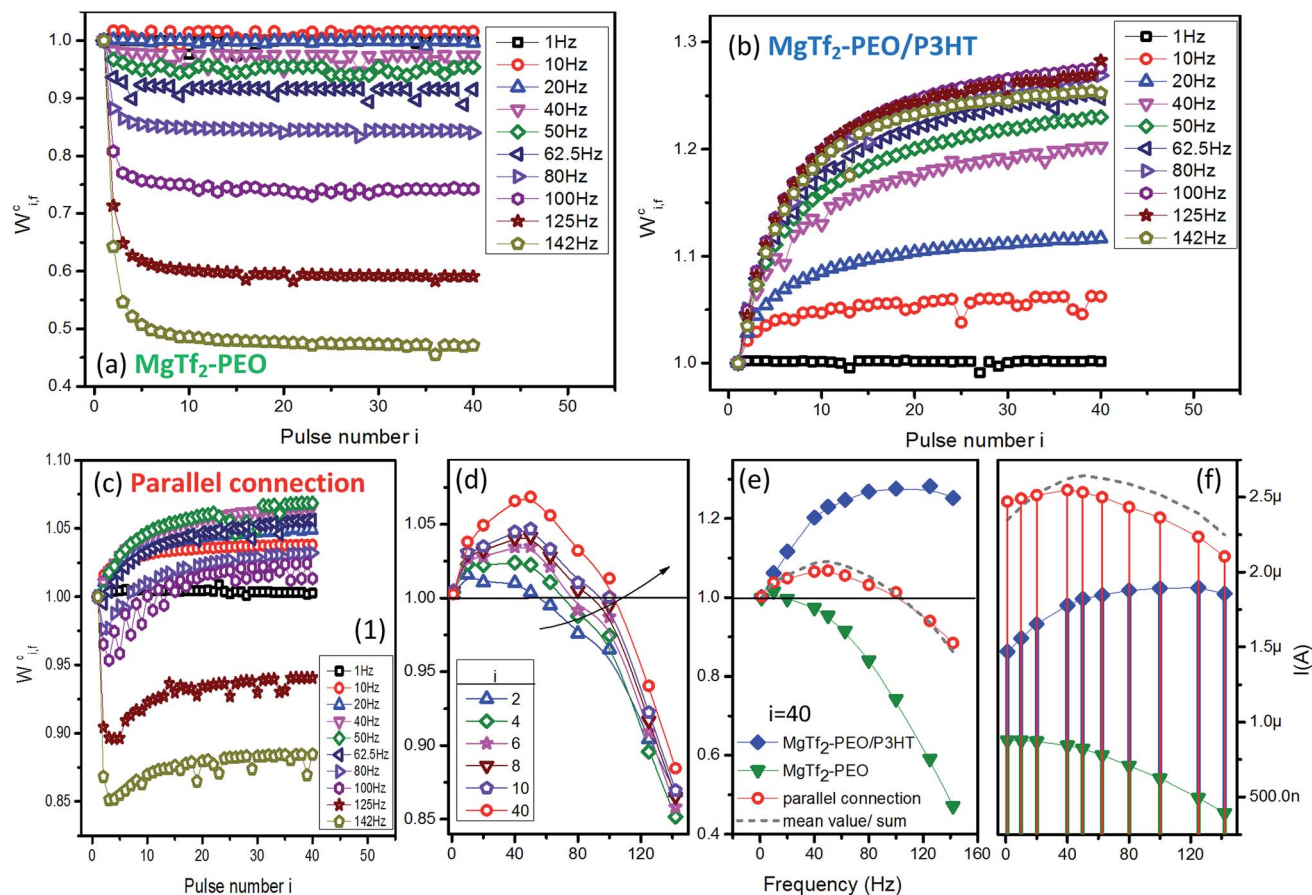 (a) MgTf₂-PEO
1.0
0.9
0.8
0.7
0.6
0.5
0.4
Wᶜᵢ,f
0 10 20 30 40 50
Pulse number i
1Hz
10Hz
20Hz
40Hz
50Hz
62.5Hz
80Hz
100Hz
125Hz
142Hz
(b) MgTf₂-PEO/P3HT
1.3
1.2
1.1
1.0
Wᶜᵢ,f
0 10 20 30 40 50
Pulse number i
1Hz
10Hz
20Hz
40Hz
50Hz
62.5Hz
80Hz
100Hz
125Hz
142Hz
(c) Parallel connection
1.10
1.05
1.00
0.95
0.90
0.85
Wᶜᵢ,f
(1)
1Hz
10Hz
20Hz
40Hz
50Hz
62.5Hz
80Hz
100Hz
125Hz
142Hz
0 10 20 30 40 50
Pulse number i
(d)
1.05
1.00
0.95
0.90
0.85
i
2
4
6
8
10
40
0 40 80 120
(e)
1.2
1.0
0.8
0.6
0.4
i=40
MgTf₂-PEO/P3HT
MgTf₂-PEO
parallel connection
mean value/ sum
0 40 80 120 160
(f)
2.5µ
2.0µ
1.5µ
1.0µ
500.0n
I(A)
0 40 80 120
Frequency (Hz)